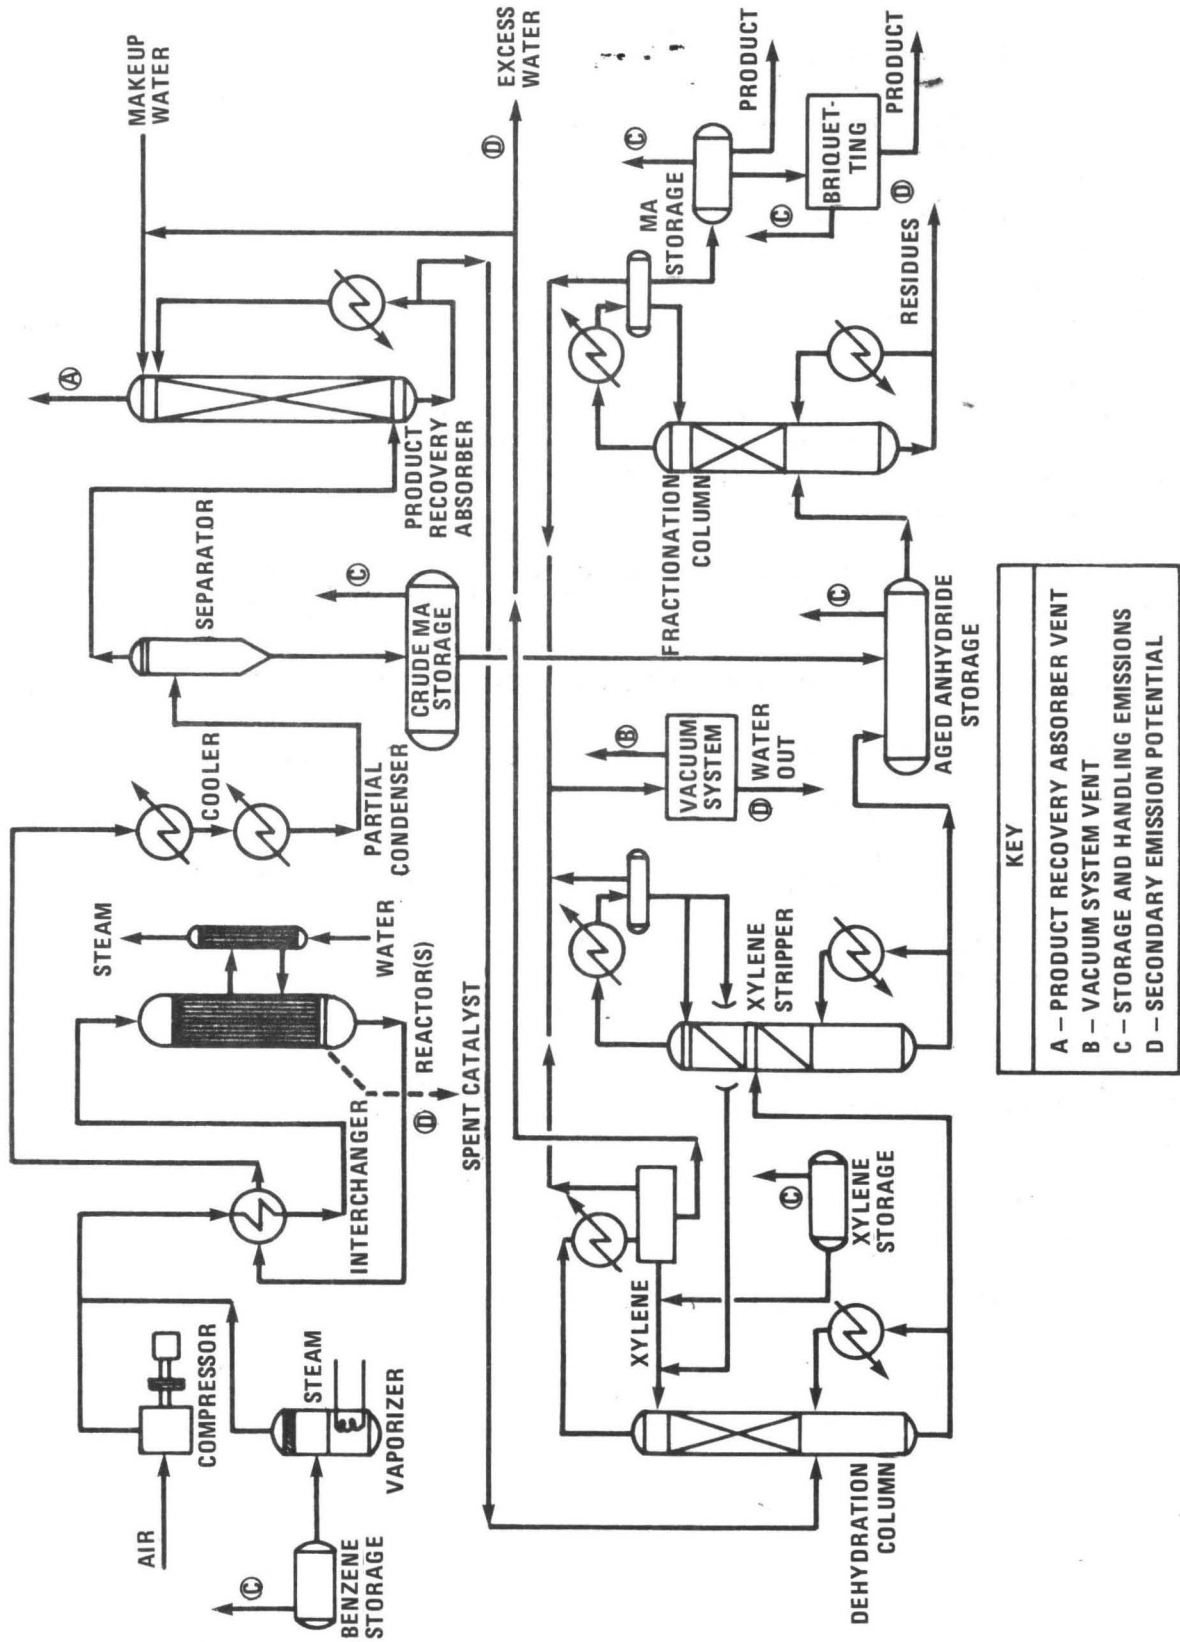 AIR
COMPRESSOR
Ⓒ
BENZENE
STORAGE
STEAM
VAPORIZER
INTERCHANGER
STEAM
WATER
REACTOR(S)
Ⓓ
SPENT CATALYST
COOLER
PARTIAL
CONDENSER
SEPARATOR
Ⓒ
CRUDE MA
STORAGE
Ⓐ
PRODUCT
RECOVERY
ABSORBER
MAKEUP
WATER
Ⓓ
EXCESS
WATER
DEHYDRATION
COLUMN
XYLENE
Ⓒ
XYLENE
STORAGE
XYLENE
STRIPPER
Ⓑ
VACUUM
SYSTEM
Ⓓ WATER
OUT
Ⓒ
AGED ANHYDRIDE
STORAGE
FRACTIONATION
COLUMN
MA
STORAGE
Ⓒ
PRODUCT
Ⓒ
BRIQUET-
TING
PRODUCT
RESIDUES Ⓓ
KEY
A – PRODUCT RECOVERY ABSORBER VENT
B – VACUUM SYSTEM VENT
C – STORAGE AND HANDLING EMISSIONS
D – SECONDARY EMISSION POTENTIAL